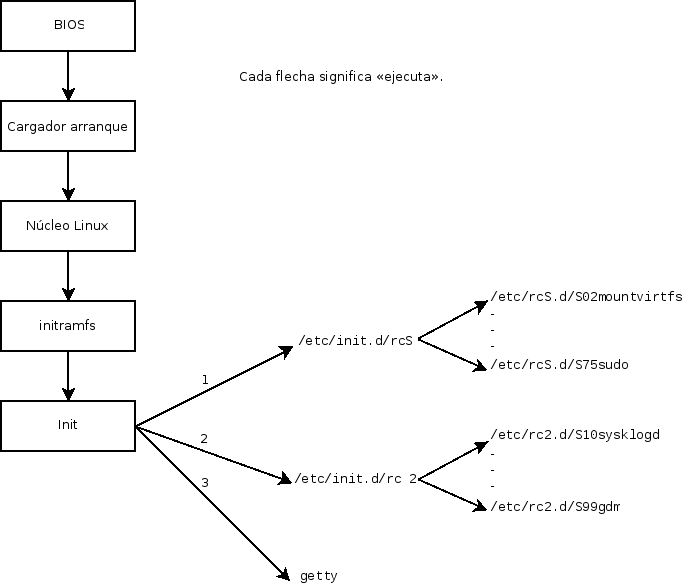 BIOS
Cada flecha significa «ejecuta».
Cargador arranque
Núcleo Linux
initramfs
Init
1
2
3
/etc/init.d/rcS
/etc/rcS.d/S02mountvirtfs
-
-
-
/etc/rcS.d/S75sudo
/etc/init.d/rc 2
/etc/rc2.d/S10sysklogd
-
-
-
/etc/rc2.d/S99gdm
getty